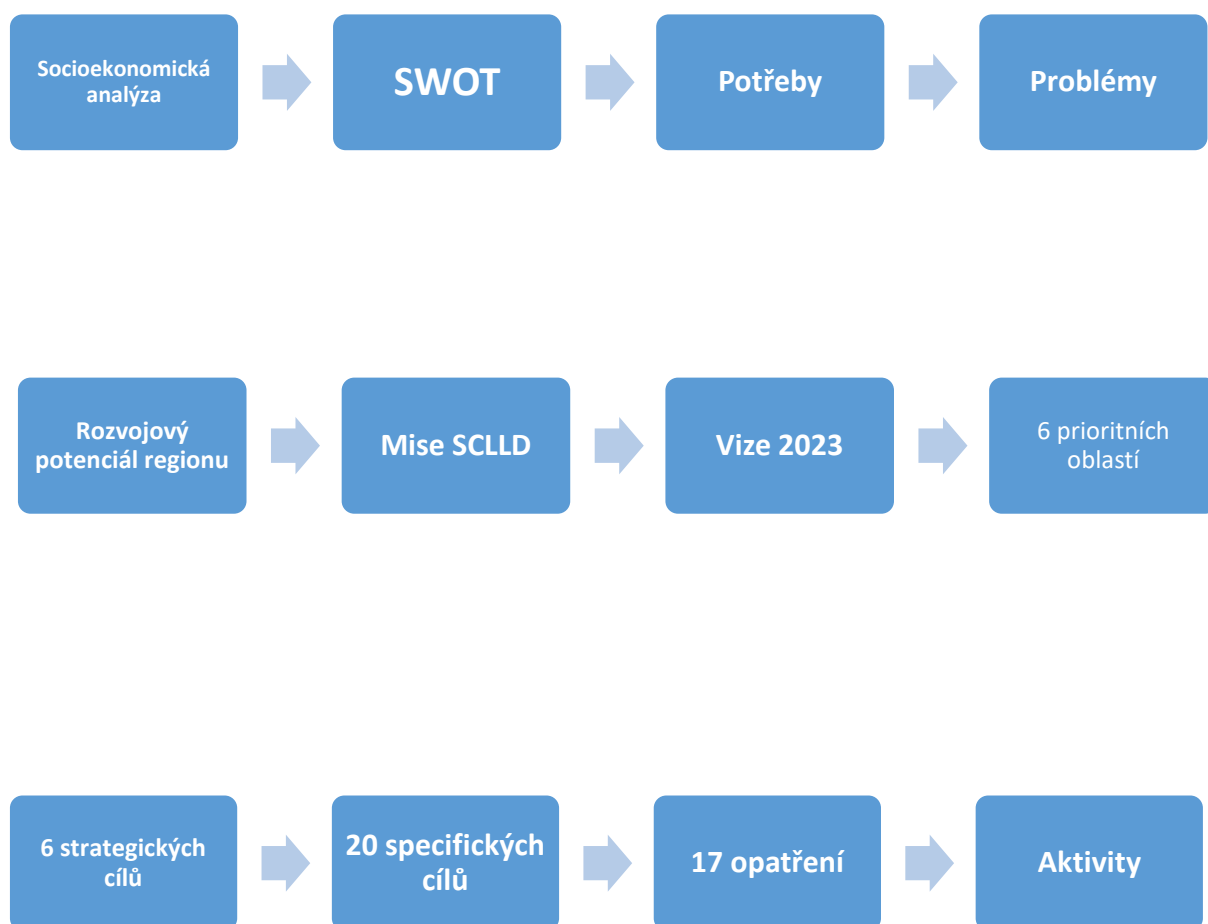 Socioekonomická
analýza
SWOT
Potřeby
Problémy
Rozvojový
potenciál regionu
Mise SCLLD
Vize 2023
6 prioritních
oblastí
6 strategických
cílů
20 specifických
cílů
17 opatření
Aktivity